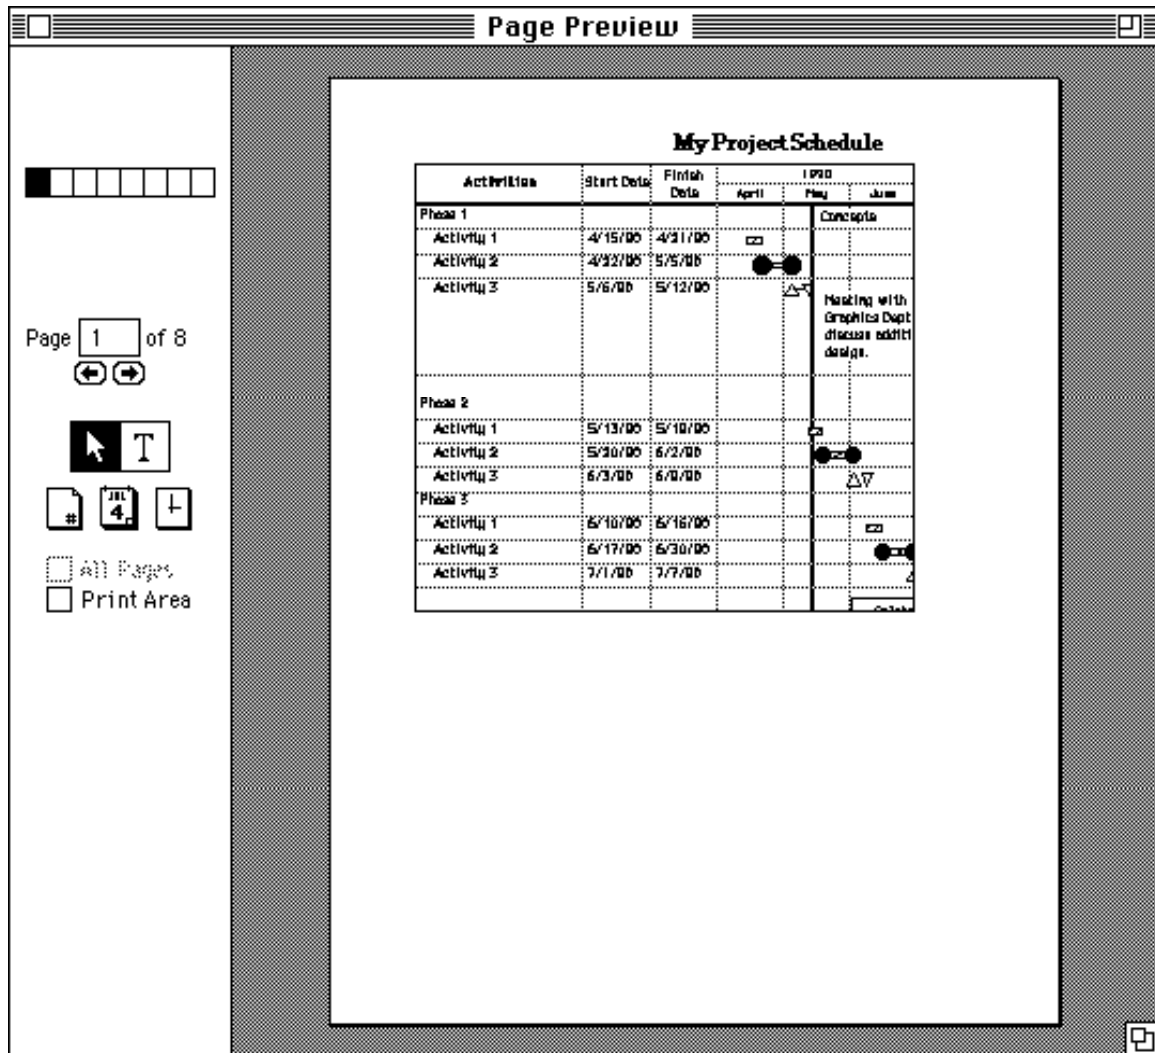 Page Preview
My Project Schedule
Activities Start Date Finish Date 1990
April May June
Phase 1 Concepts
Activity 1 4/15/90 4/21/90
Activity 2 4/22/90 5/5/90
Activity 3 5/6/90 5/12/90
Meeting with
Graphics Dept
discuss additi
design.
Phase 2
Activity 1 5/13/90 5/19/90
Activity 2 5/20/90 6/2/90
Activity 3 6/3/90 6/9/90
Phase 3
Activity 1 6/10/90 6/16/90
Activity 2 6/17/90 6/30/90
Activity 3 7/1/90 7/7/90
Page 1 of 8
T
#
JUL
4
All Pages
Print Area